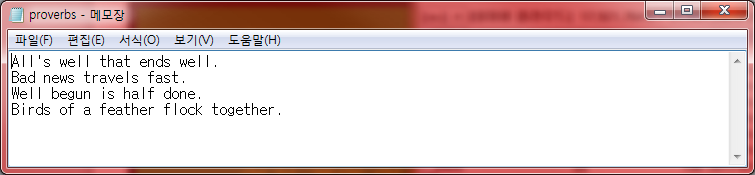 proverbs - 메모장
파일(F) 편집(E) 서식(O) 보기(V) 도움말(H)
All's well that ends well.
Bad news travels fast.
Well begun is half done.
Birds of a feather flock together.